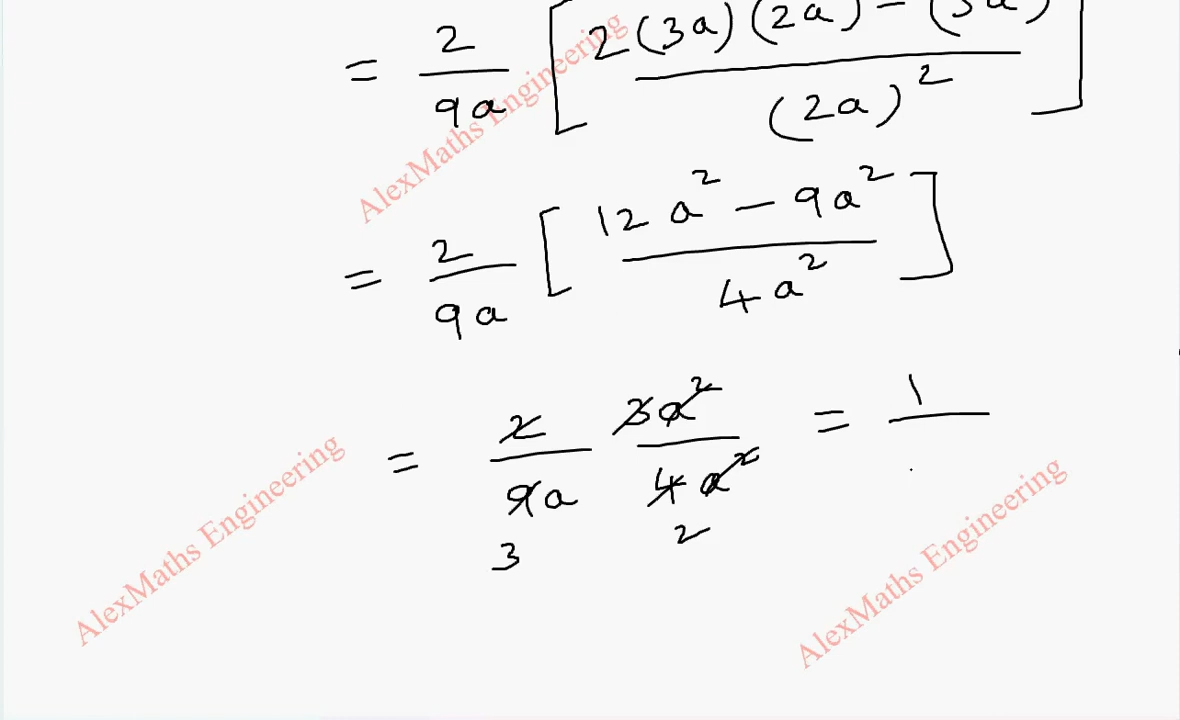 = 2/9a [ 2(3a)(2a) - (3a) / (2a)² ]
= 2/9a [ 12a² - 9a² / 4a² ]
= 2/9a 3a²/4a² = 1/
3 2
AlexMaths Engineering
AlexMaths Engineering
AlexMaths Engineering